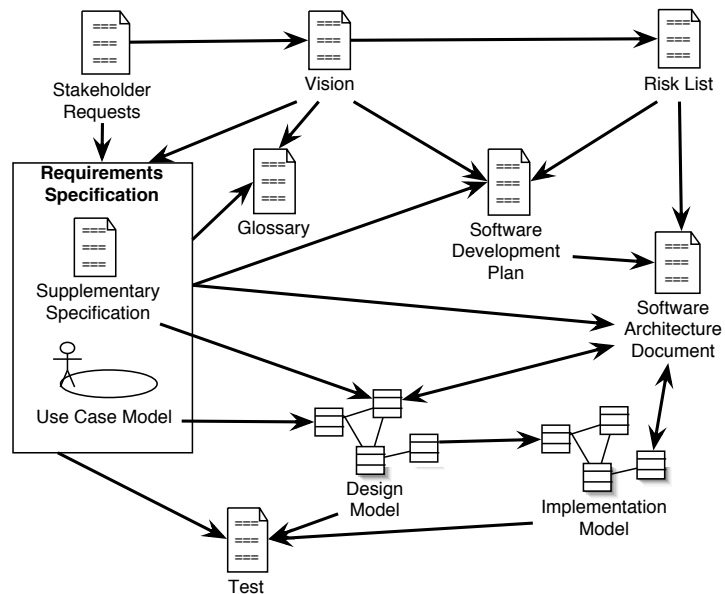 Stakeholder
Requests
Vision
Risk List
Requirements
Specification
Glossary
Software
Development
Plan
Supplementary
Specification
Software
Architecture
Document
Use Case Model
Design
Model
Implementation
Model
Test